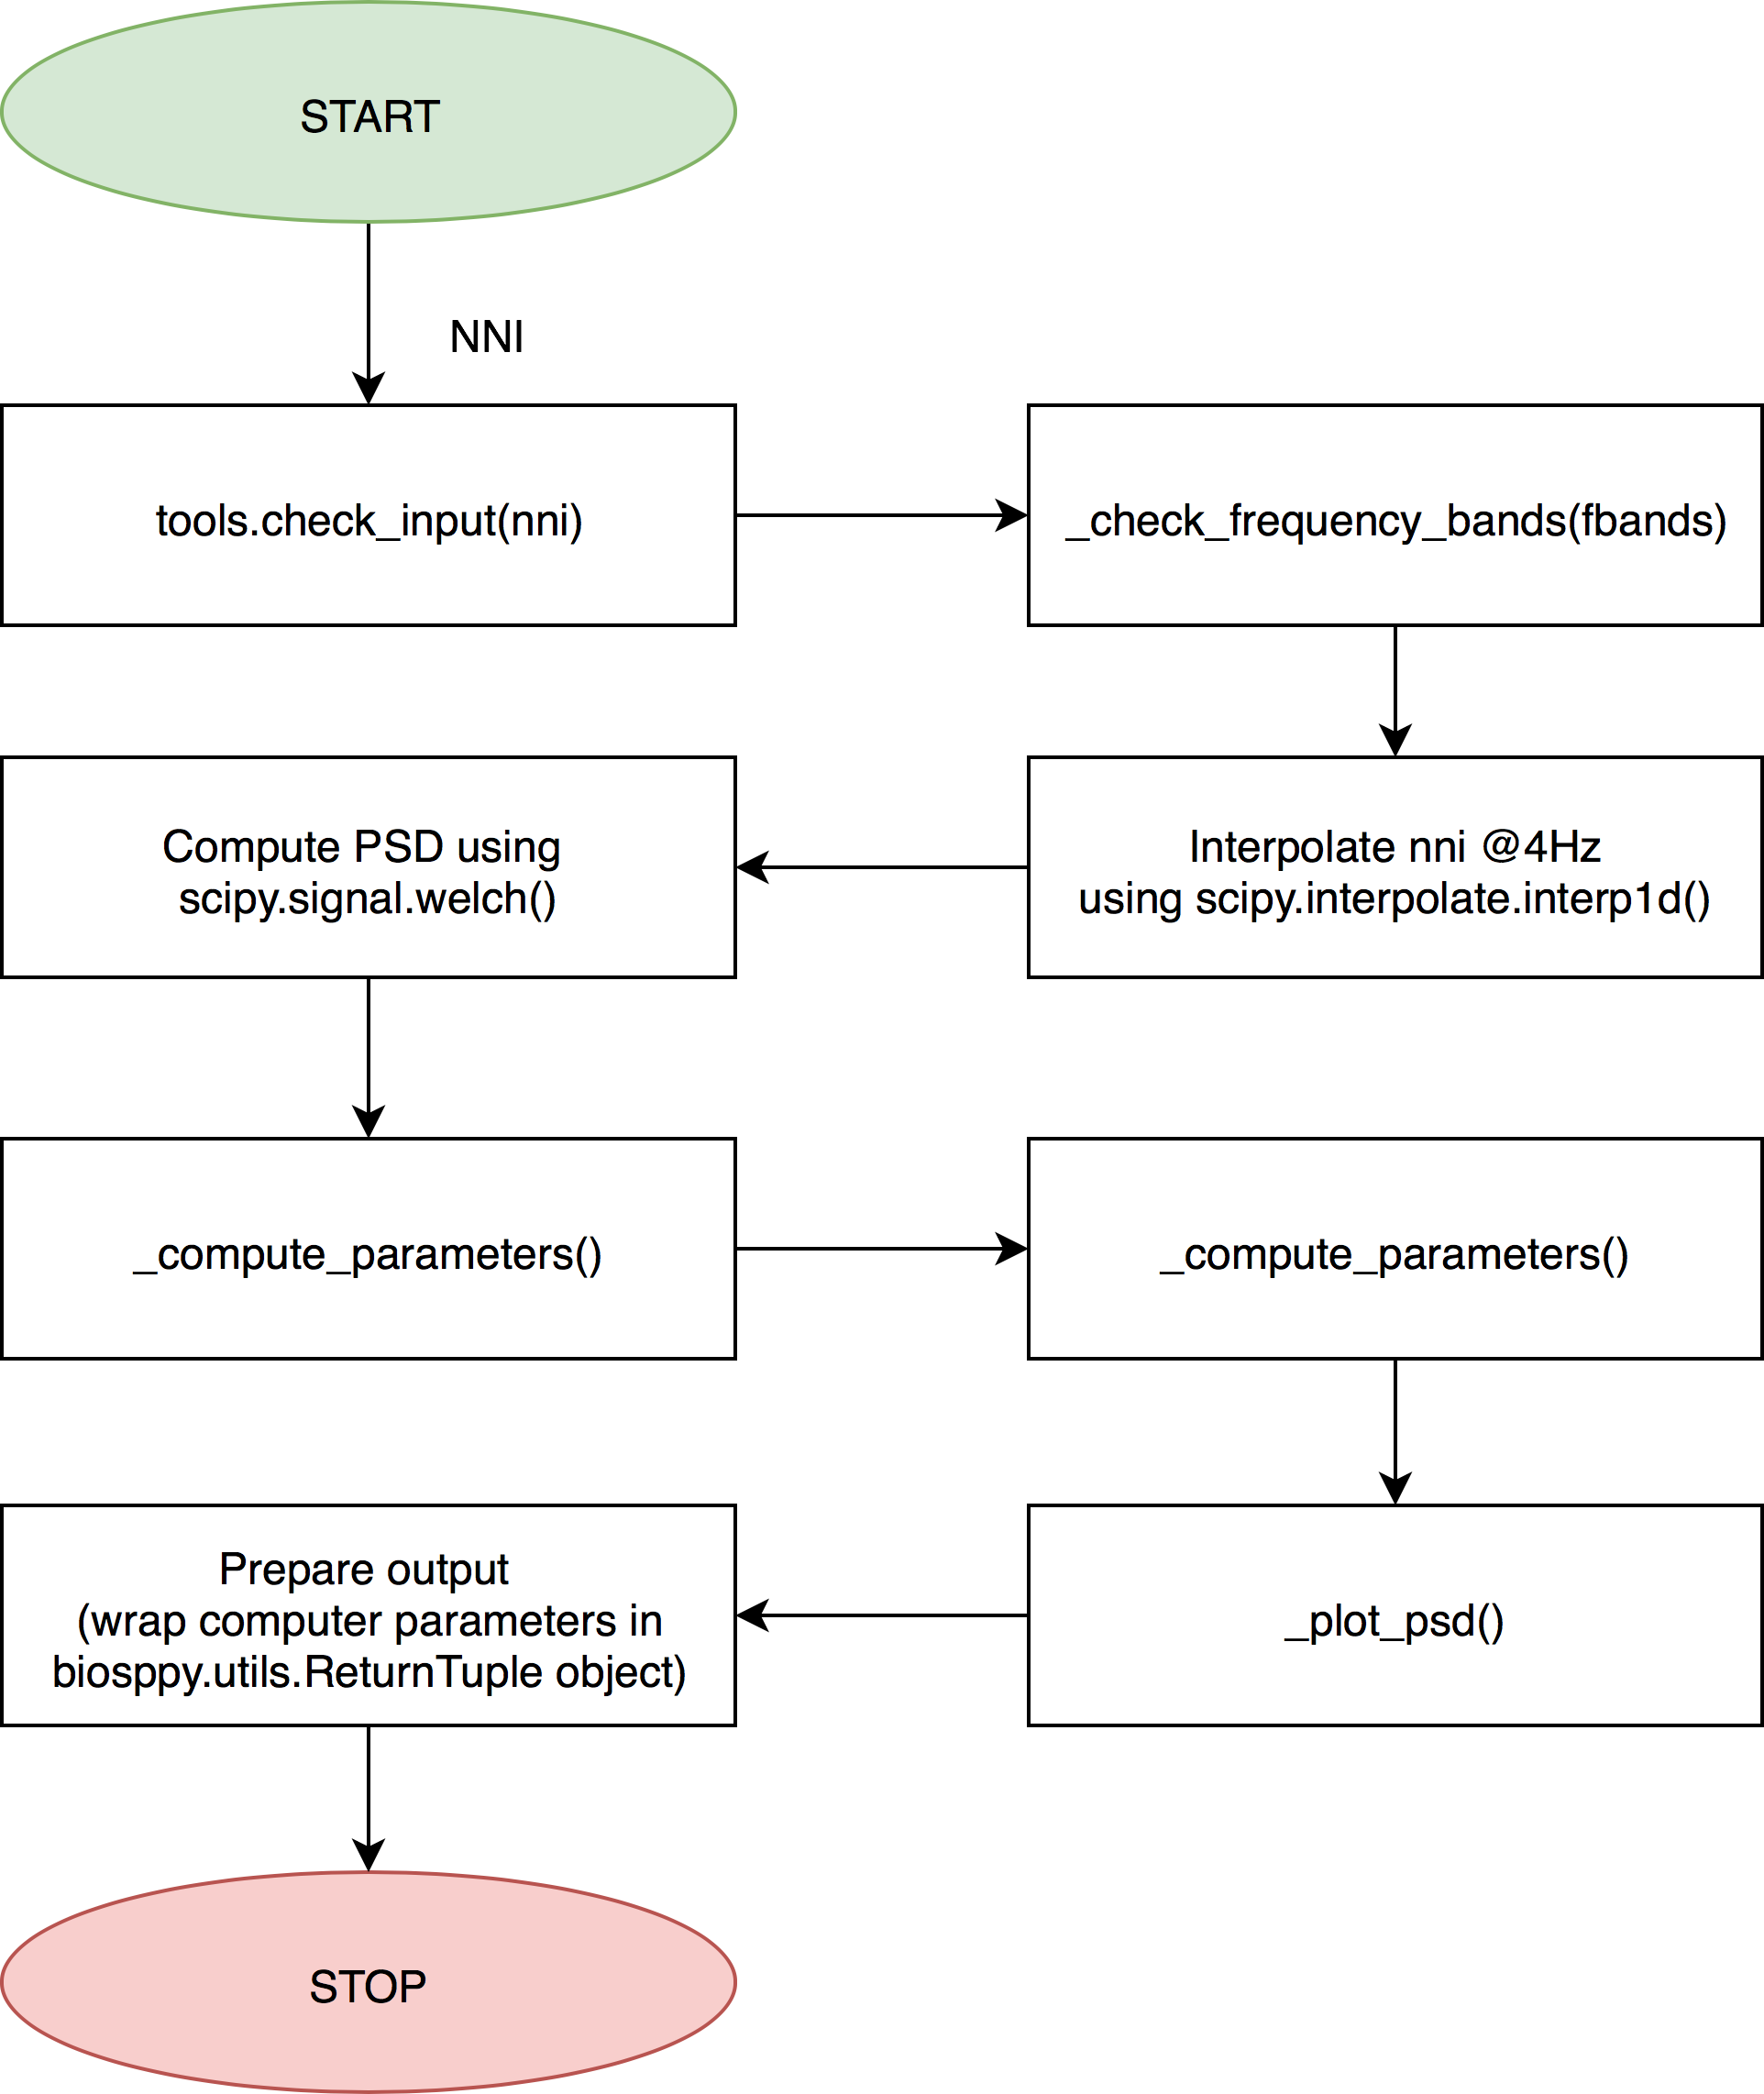 START
NNI
tools.check_input(nni)
_check_frequency_bands(fbands)
Interpolate nni @4Hz
using scipy.interpolate.interp1d()
Compute PSD using
scipy.signal.welch()
_compute_parameters()
_compute_parameters()
_plot_psd()
Prepare output
(wrap computer parameters in
biosppy.utils.ReturnTuple object)
STOP